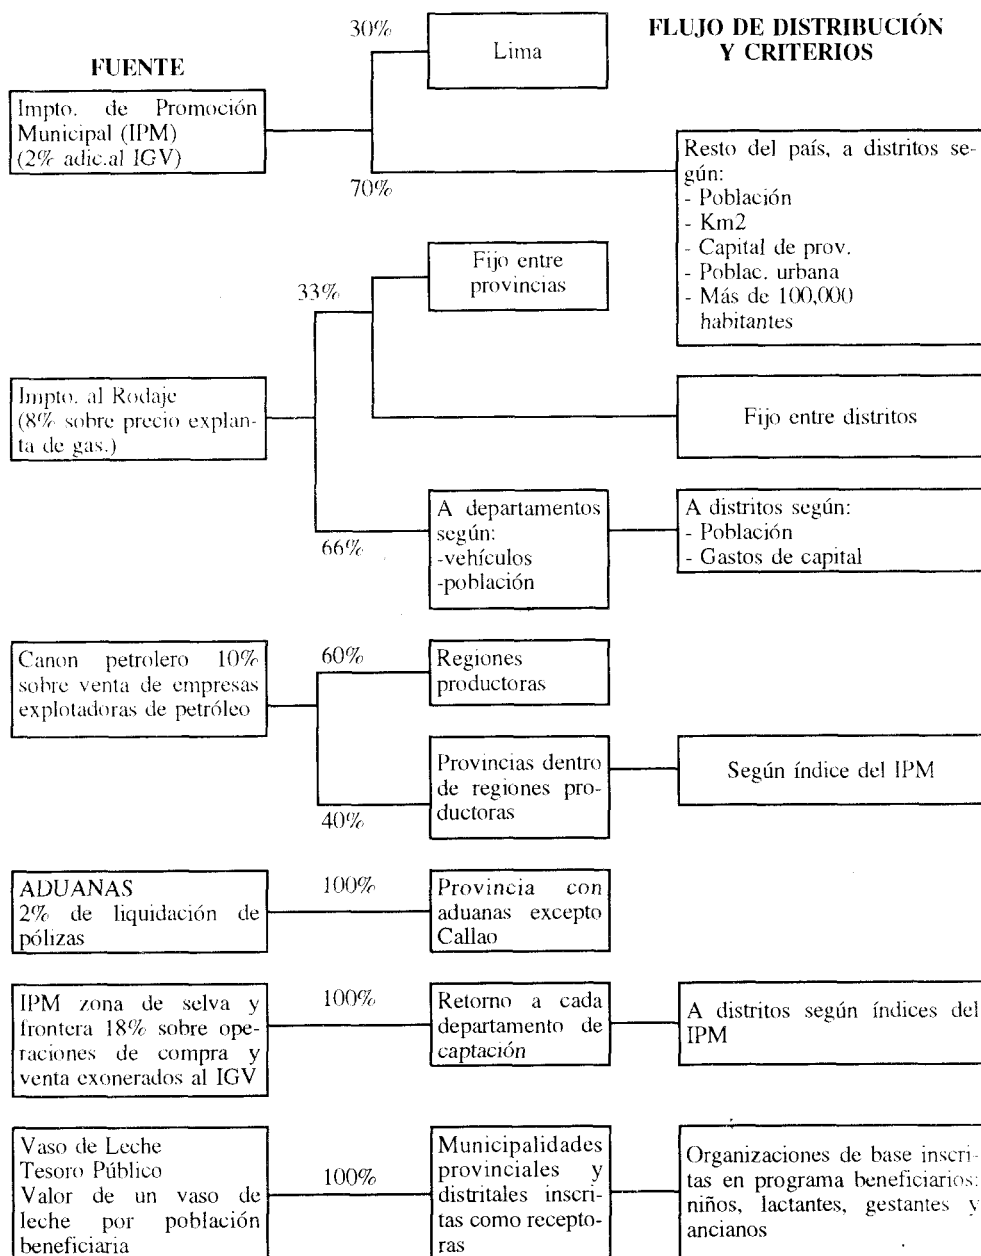 FUENTE
FLUJO DE DISTRIBUCIÓN
Y CRITERIOS
Impto. de Promoción
Municipal (IPM)
(2% adic.al IGV)
30%
Lima
70%
Resto del país, a distritos se-
gún:
- Población
- Km2
- Capital de prov.
- Poblac. urbana
- Más de 100,000
habitantes
Impto. al Rodaje
(8% sobre precio explan-
ta de gas.)
33%
Fijo entre
provincias
Fijo entre distritos
66%
A departamentos
según:
-vehículos
-población
A distritos según:
- Población
- Gastos de capital
Canon petrolero 10%
sobre venta de empresas
explotadoras de petróleo
60%
Regiones
productoras
40%
Provincias dentro
de regiones pro-
ductoras
Según índice del IPM
ADUANAS
2% de liquidación de
pólizas
100%
Provincia con
aduanas excepto
Callao
IPM zona de selva y
frontera 18% sobre ope-
raciones de compra y
venta exonerados al IGV
100%
Retorno a cada
departamento de
captación
A distritos según índices del
IPM
Vaso de Leche
Tesoro Público
Valor de un vaso de
leche por población
beneficiaria
100%
Municipalidades
provinciales y
distritales inscri-
tas como recepto-
ras
Organizaciones de base inscri-
tas en programa beneficiarios:
niños, lactantes, gestantes y
ancianos